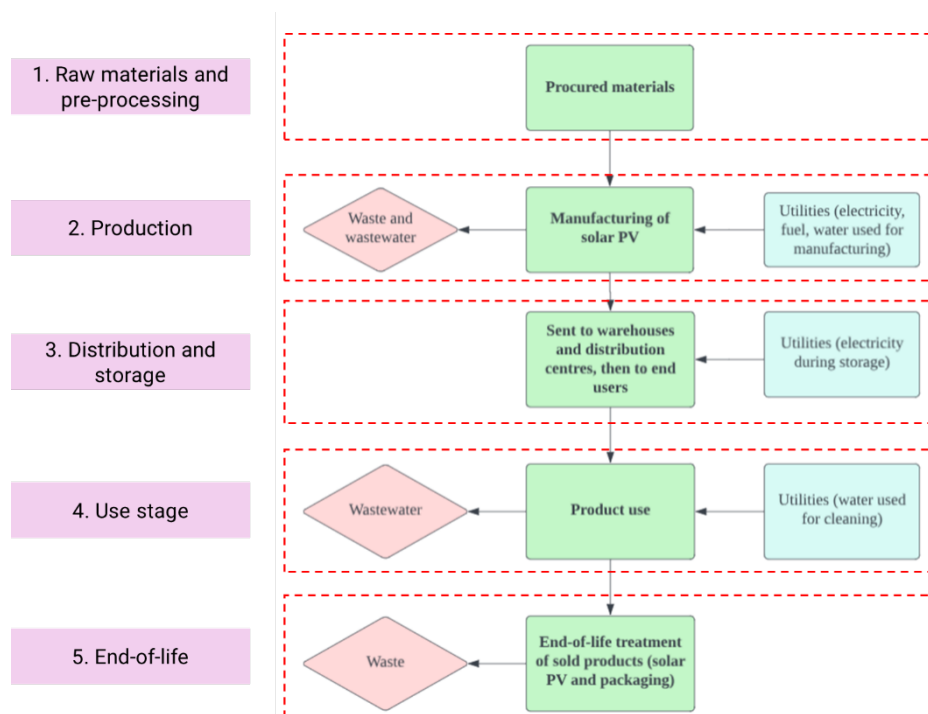 1. Raw materials and
pre-processing
Procured materials
2. Production
Waste and
wastewater
Manufacturing of
solar PV
Utilities (electricity,
fuel, water used for
manufacturing)
3. Distribution and
storage
Sent to warehouses
and distribution
centres, then to end
users
Utilities (electricity
during storage)
4. Use stage
Wastewater
Product use
Utilities (water used
for cleaning)
5. End-of-life
Waste
End-of-life treatment
of sold products (solar
PV and packaging)